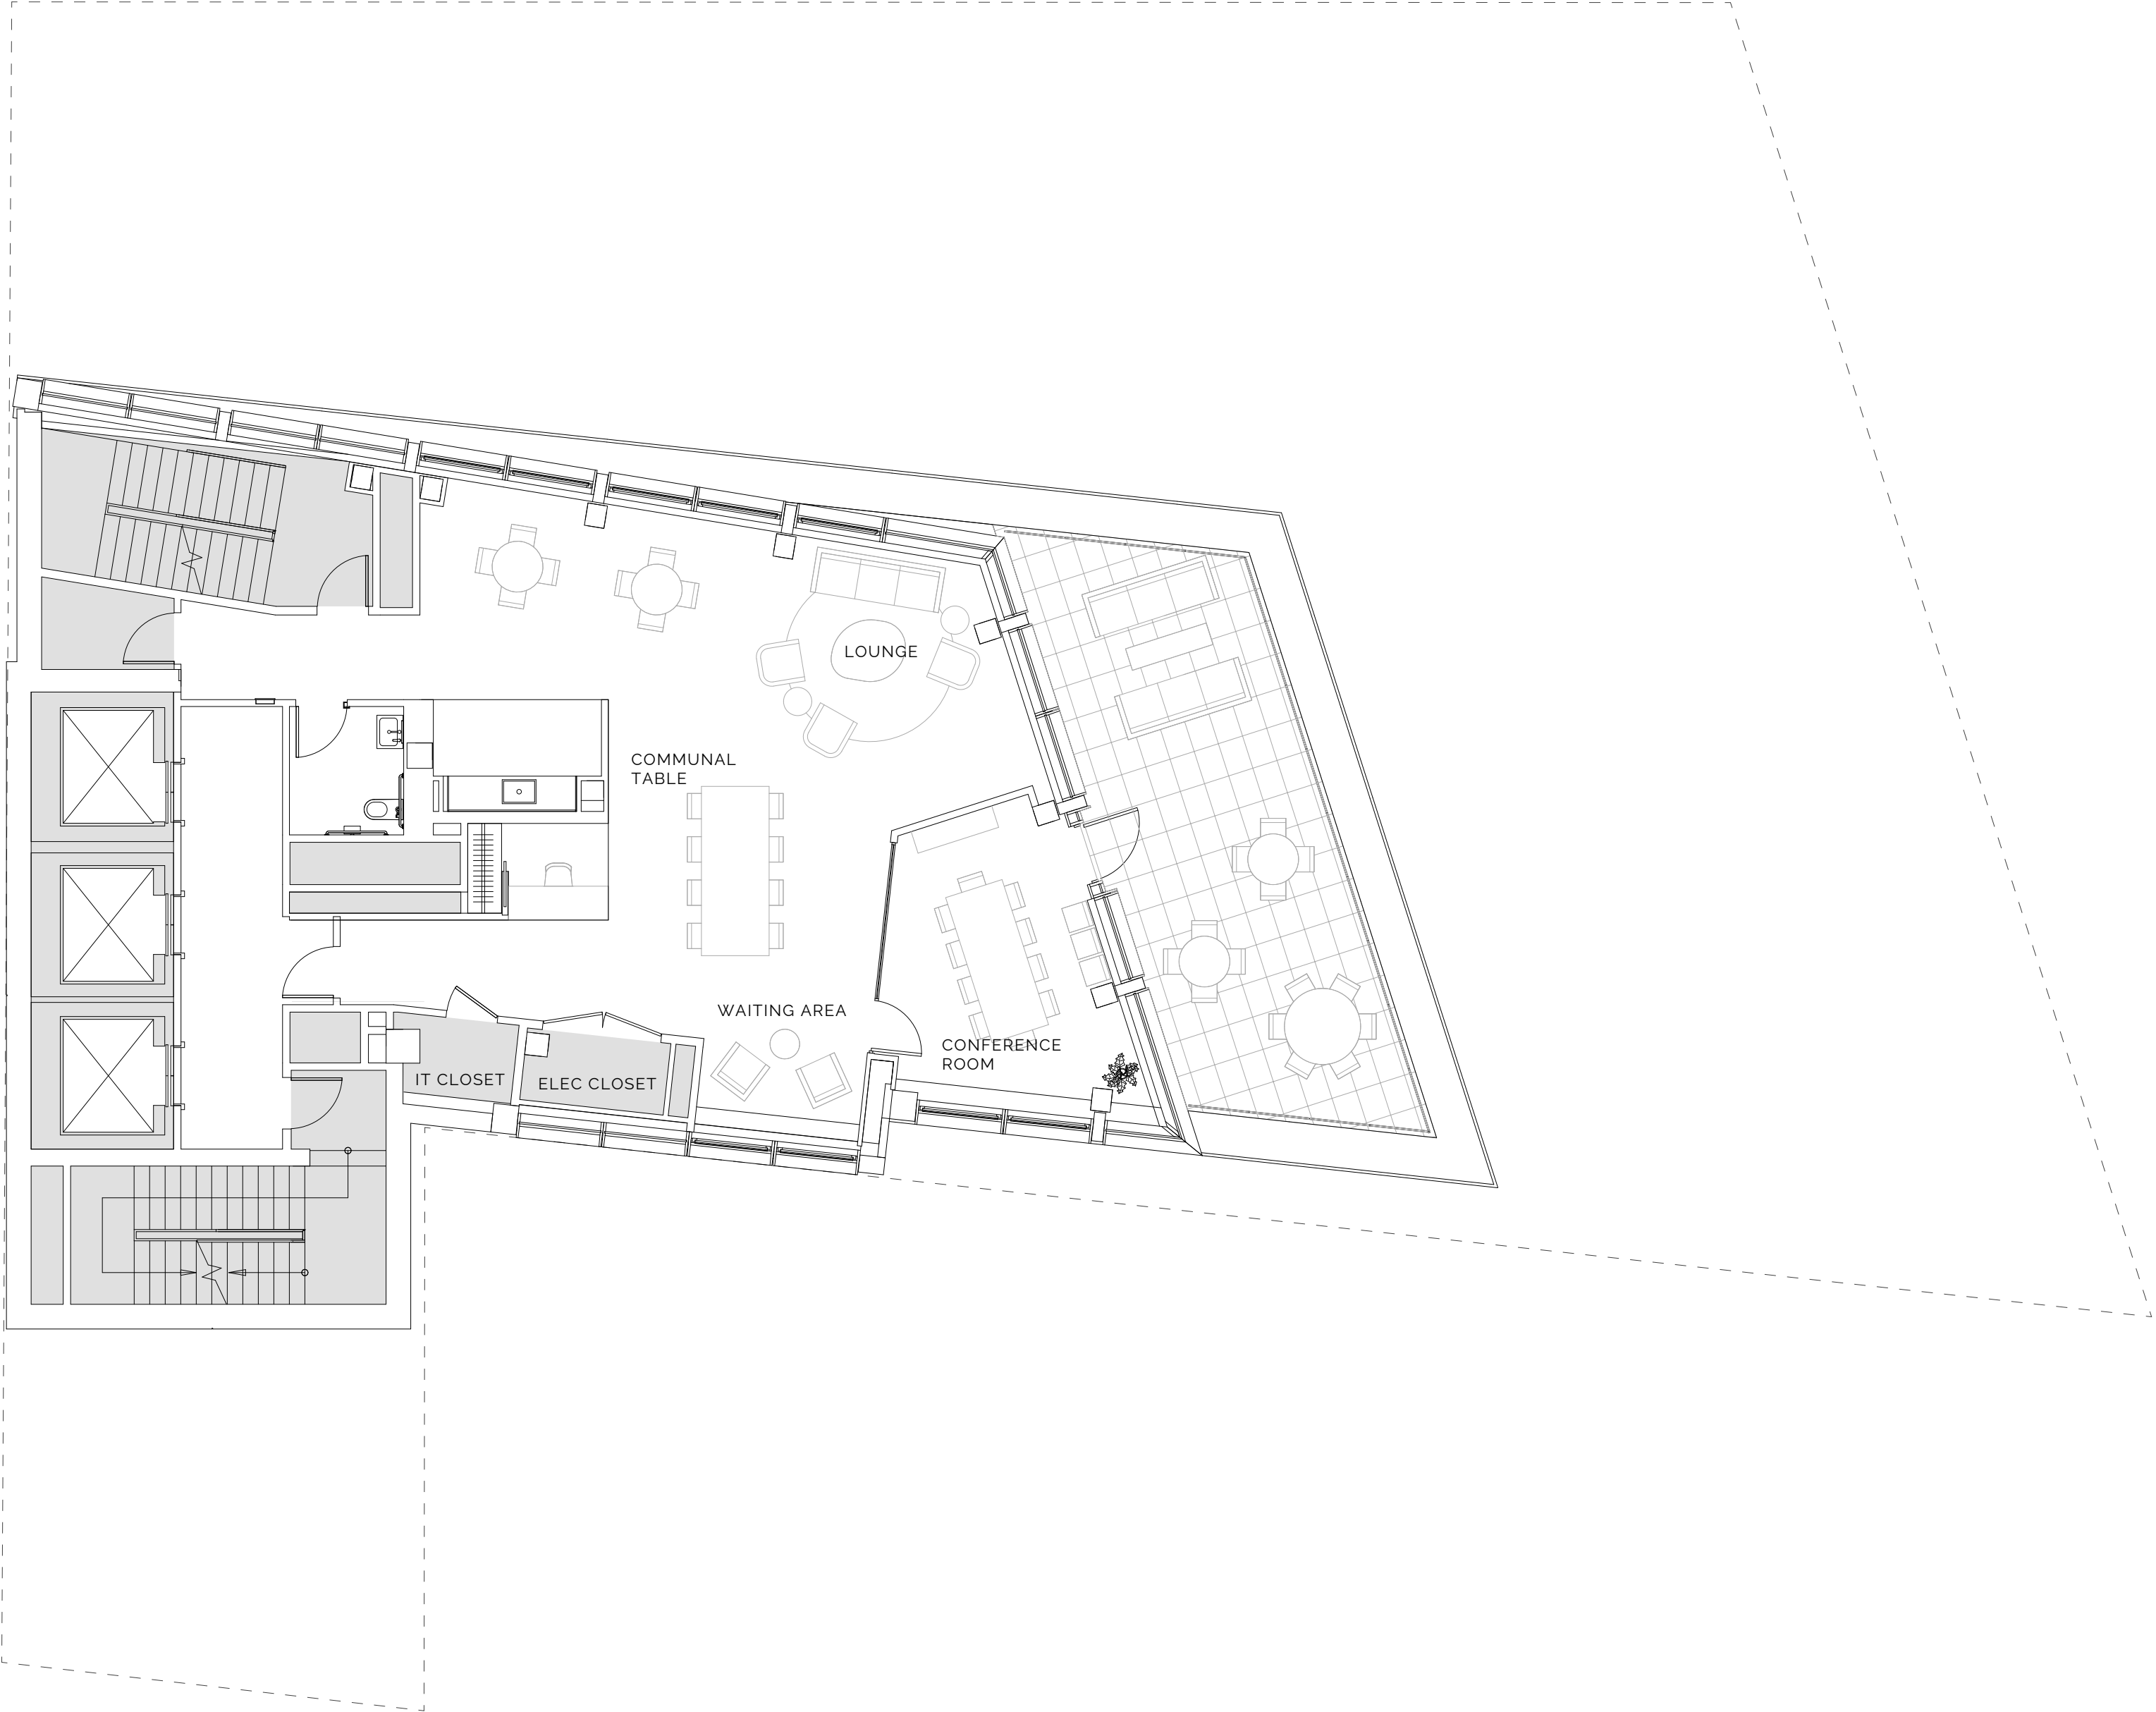 LOUNGE
COMMUNAL
TABLE
WAITING AREA
CONFERENCE
ROOM
IT CLOSET
ELEC CLOSET